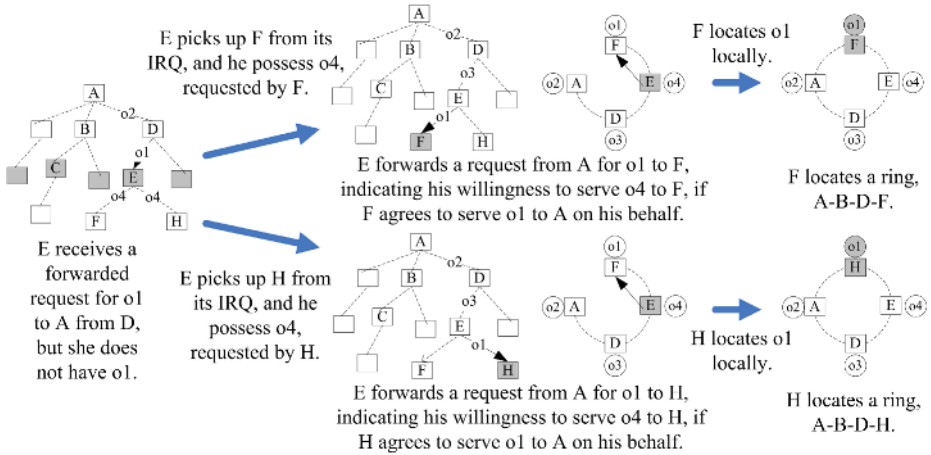 A
o2
B
D
o1
C
E
o4
o4
F
H
E receives a
forwarded
request for o1
to A from D,
but she does
not have o1.
E picks up F from its
IRQ, and he possess o4,
requested by F.
A
o2
B
D
o3
C
E
o1
F
H
o1
F
o2
A
E
o4
D
o3
F locates o1
locally.
o1
F
o2
A
E
o4
D
o3
E forwards a request from A for o1 to F,
indicating his willingness to serve o4 to F, if
F agrees to serve o1 to A on his behalf.
F locates a ring,
A-B-D-F.
E picks up H from
its IRQ, and he
possess o4,
requested by H.
A
o2
B
D
o3
C
E
o1
F
H
o1
F
o2
A
E
o4
D
o3
H locates o1
locally.
o1
H
o2
A
E
o4
D
o3
E forwards a request from A for o1 to H,
indicating his willingness to serve o4 to H, if
H agrees to serve o1 to A on his behalf.
H locates a ring,
A-B-D-H.